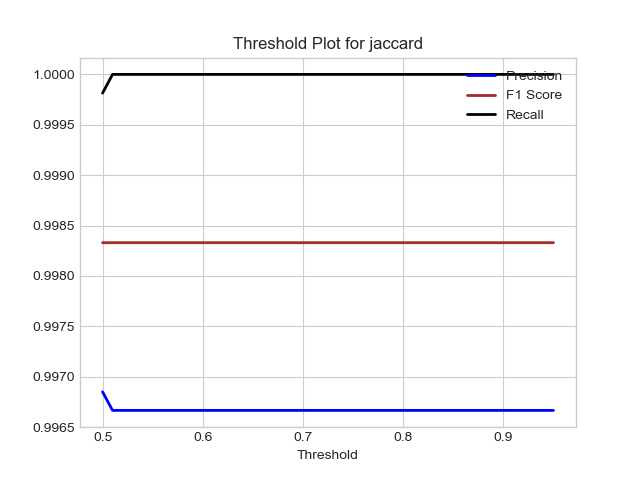 Threshold Plot for jaccard
1.0000
0.9995
0.9990
0.9985
0.9980
0.9975
0.9970
0.9965
Precision
F1 Score
Recall
0.5 0.6 0.7 0.8 0.9
Threshold